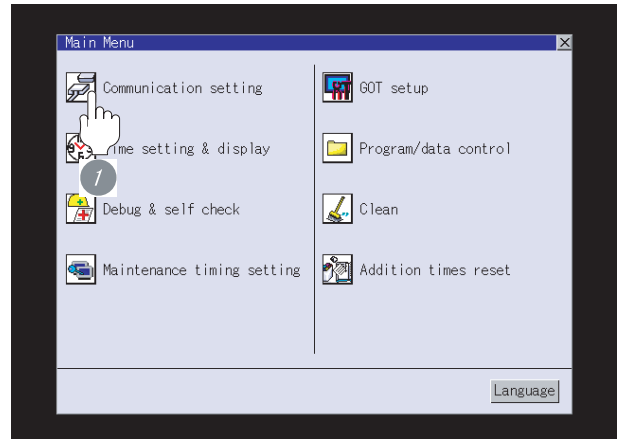 Main Menu
Communication setting
Time setting & display
1
Debug & self check
Maintenance timing setting
GOT setup
Program/data control
Clean
Addition times reset
Language